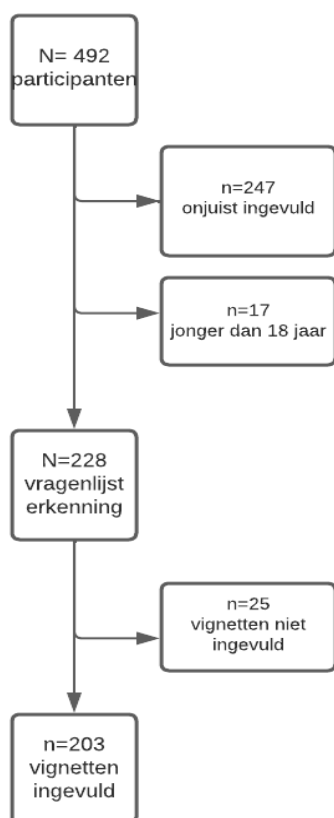 N= 492
participanten
n=247
onjuist ingevuld
n=17
jonger dan 18 jaar
N=228
vragenlijst
erkenning
n=25
vignetten niet
ingevuld
n=203
vignetten
ingevuld